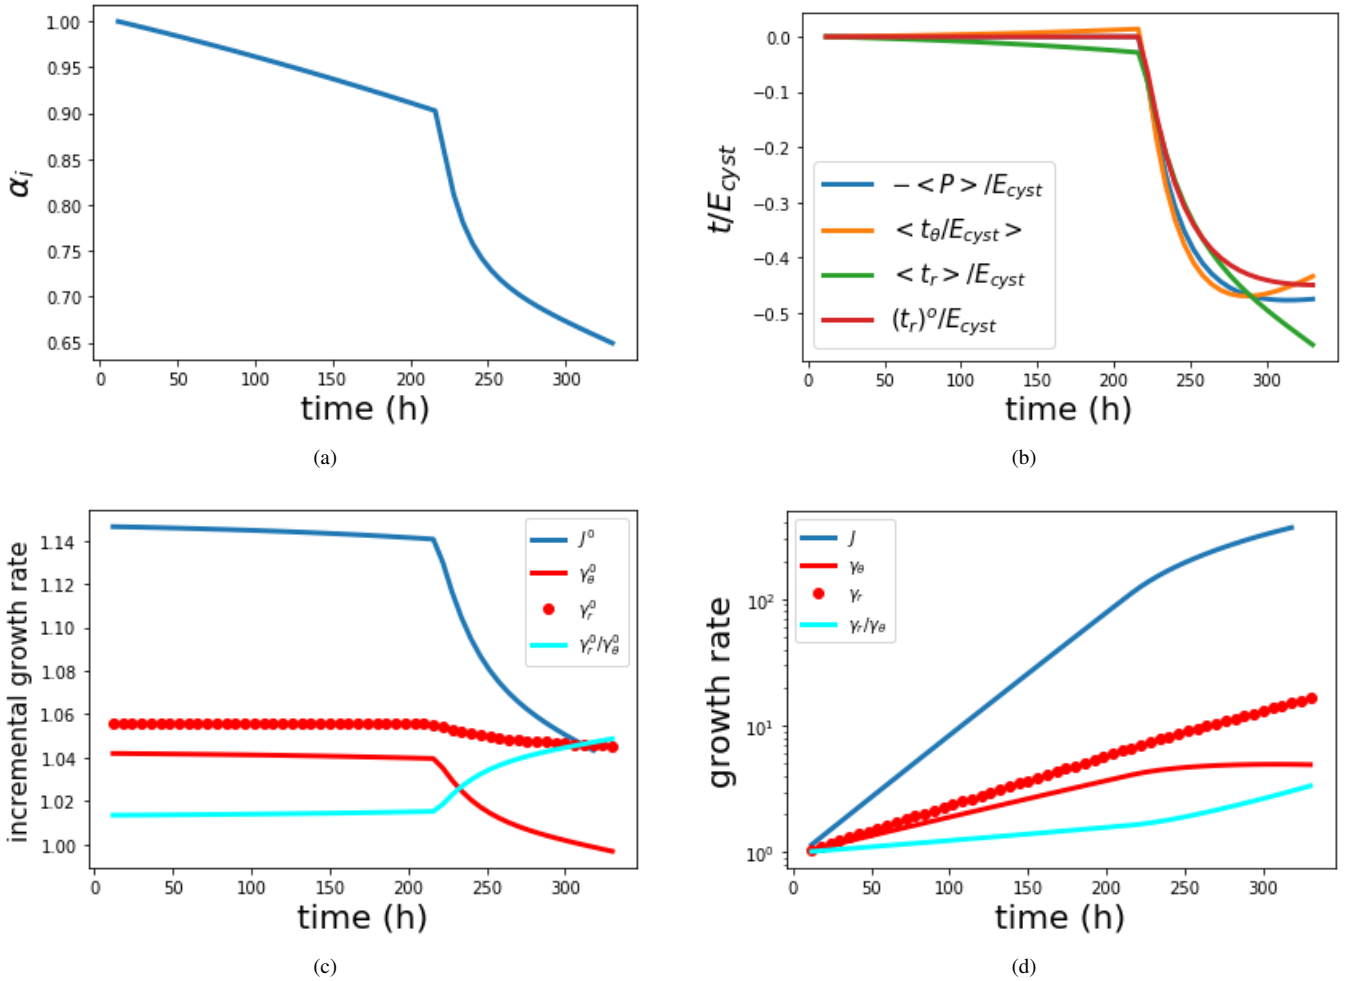 1.00
0.95
0.90
0.85
0.80
0.75
0.70
0.65
α_i
0 50 100 150 200 250 300
time (h)
(a)
0.0
−0.1
−0.2
−0.3
−0.4
−0.5
t/E_cyst
− < P > /E_cyst
< t_θ/E_cyst >
< t_r > /E_cyst
(t_r)^o/E_cyst
0 50 100 150 200 250 300
time (h)
(b)
1.14
1.12
1.10
1.08
1.06
1.04
1.02
1.00
incremental growth rate
J^0
γ_θ^0
γ_r^0
γ_r^0/γ_θ^0
0 50 100 150 200 250 300
time (h)
(c)
10^2
10^1
10^0
growth rate
J
γ_θ
γ_r
γ_r/γ_θ
0 50 100 150 200 250 300
time (h)
(d)